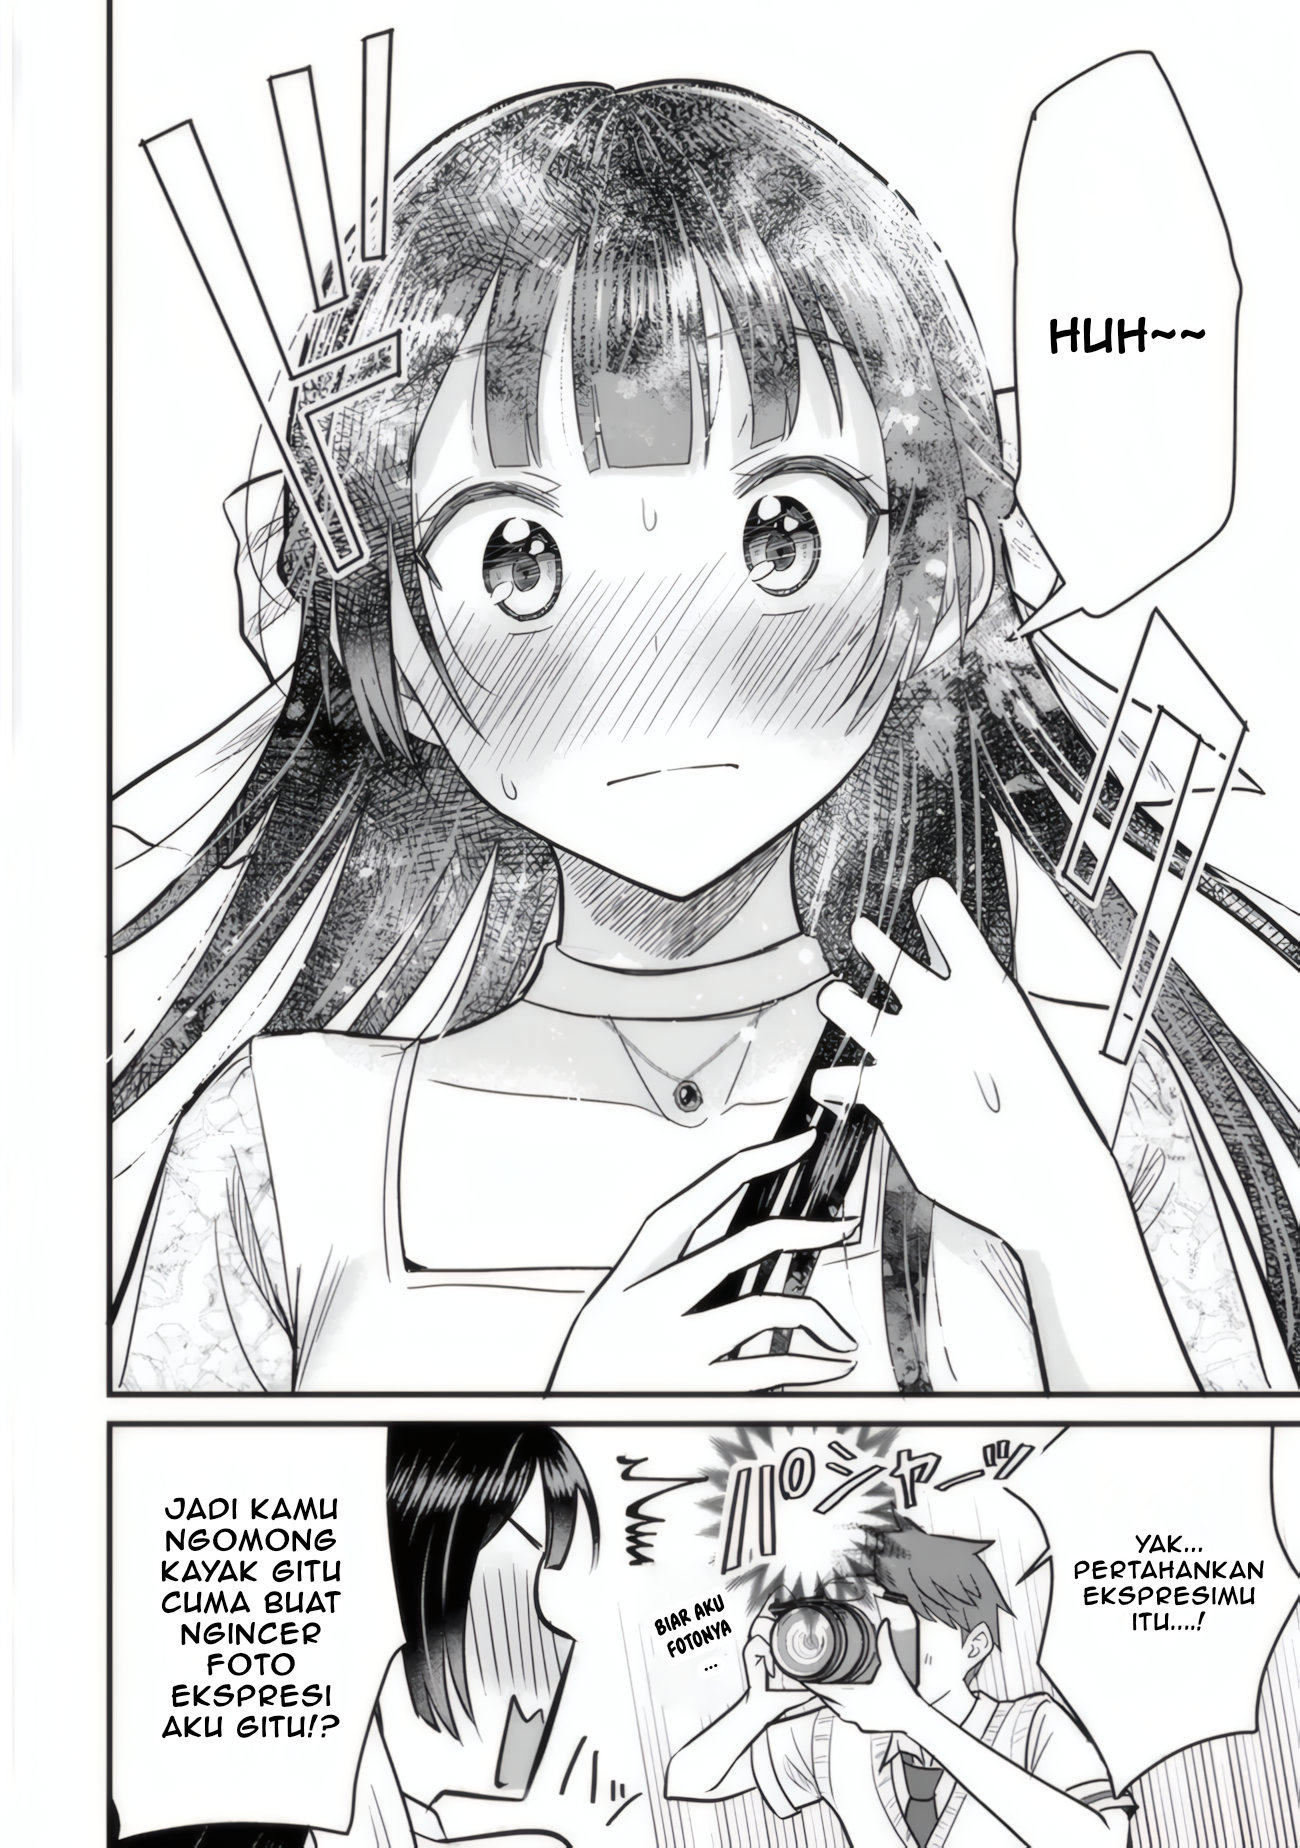 HUH~~
YAK...
PERTAHANKAN
EKSPRESIMU
ITU....!
パシャーッ
BIAR AKU
FOTONYA
...
JADI KAMU
NGOMONG
KAYAK GITU
CUMA BUAT
NGINCER
FOTO
EKSPRESI
AKU GITU!?